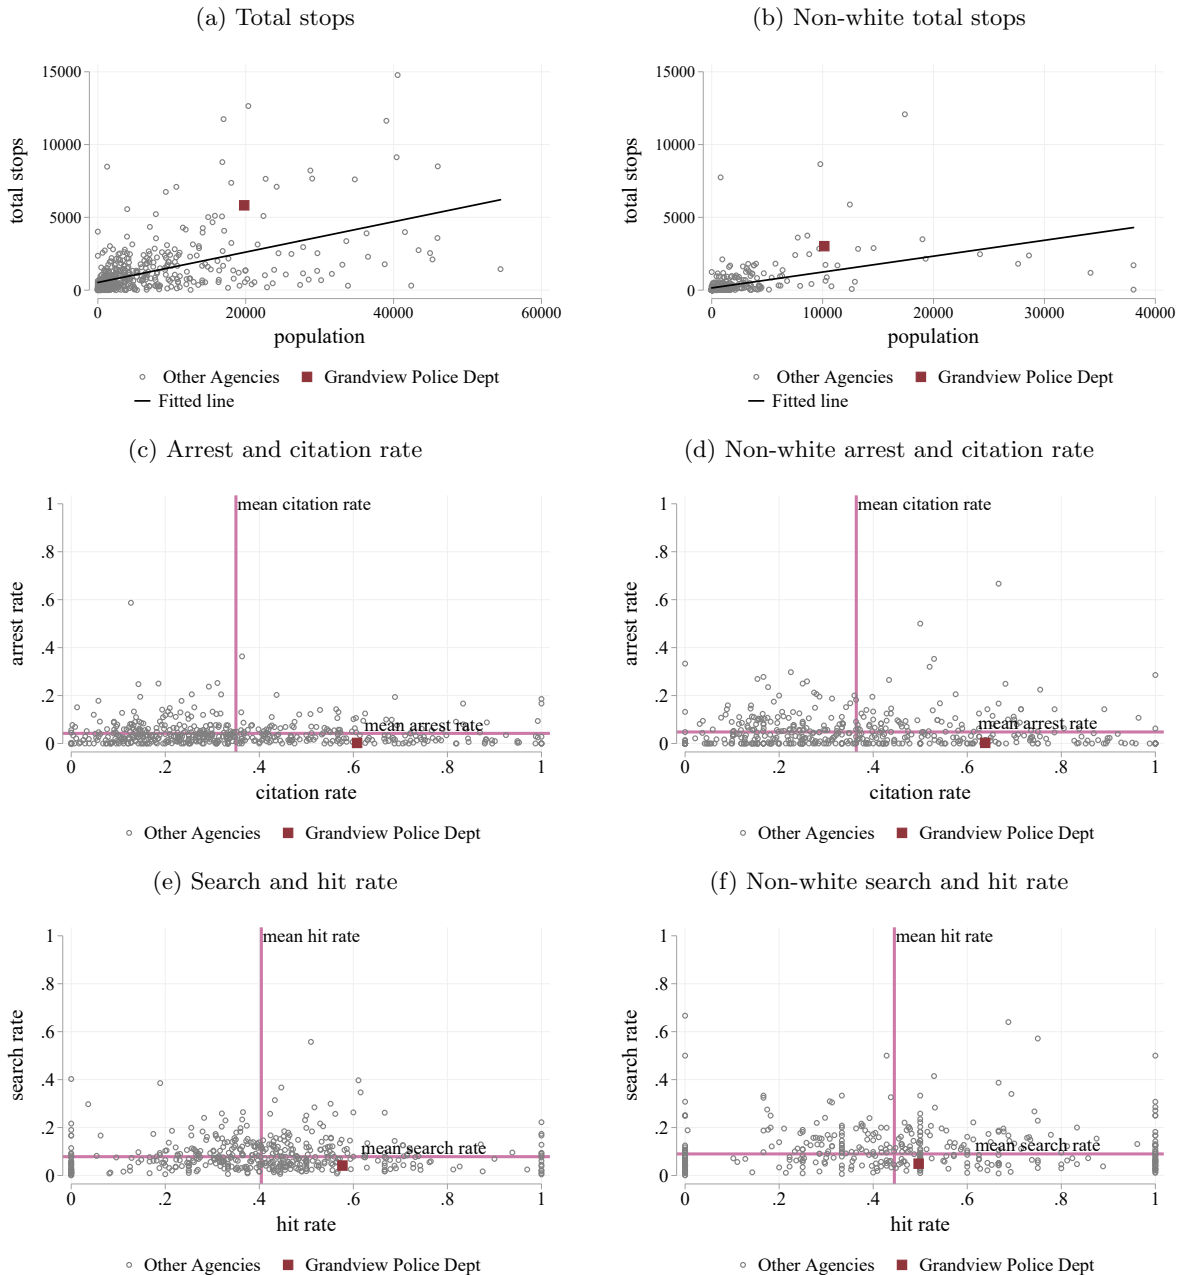 (a) Total stops
(b) Non-white total stops
15000
10000
5000
0
total stops
0 20000 40000 60000
population
○ Other Agencies ■ Grandview Police Dept
— Fitted line
15000
10000
5000
0
total stops
0 10000 20000 30000 40000
population
○ Other Agencies ■ Grandview Police Dept
— Fitted line
(c) Arrest and citation rate
(d) Non-white arrest and citation rate
1
.8
.6
.4
.2
0
arrest rate
mean citation rate
mean arrest rate
0 .2 .4 .6 .8 1
citation rate
○ Other Agencies ■ Grandview Police Dept
1
.8
.6
.4
.2
0
arrest rate
mean citation rate
mean arrest rate
0 .2 .4 .6 .8 1
citation rate
○ Other Agencies ■ Grandview Police Dept
(e) Search and hit rate
(f) Non-white search and hit rate
1
.8
.6
.4
.2
0
search rate
mean hit rate
mean search rate
0 .2 .4 .6 .8 1
hit rate
○ Other Agencies ■ Grandview Police Dept
1
.8
.6
.4
.2
0
search rate
mean hit rate
mean search rate
0 .2 .4 .6 .8 1
hit rate
○ Other Agencies ■ Grandview Police Dept